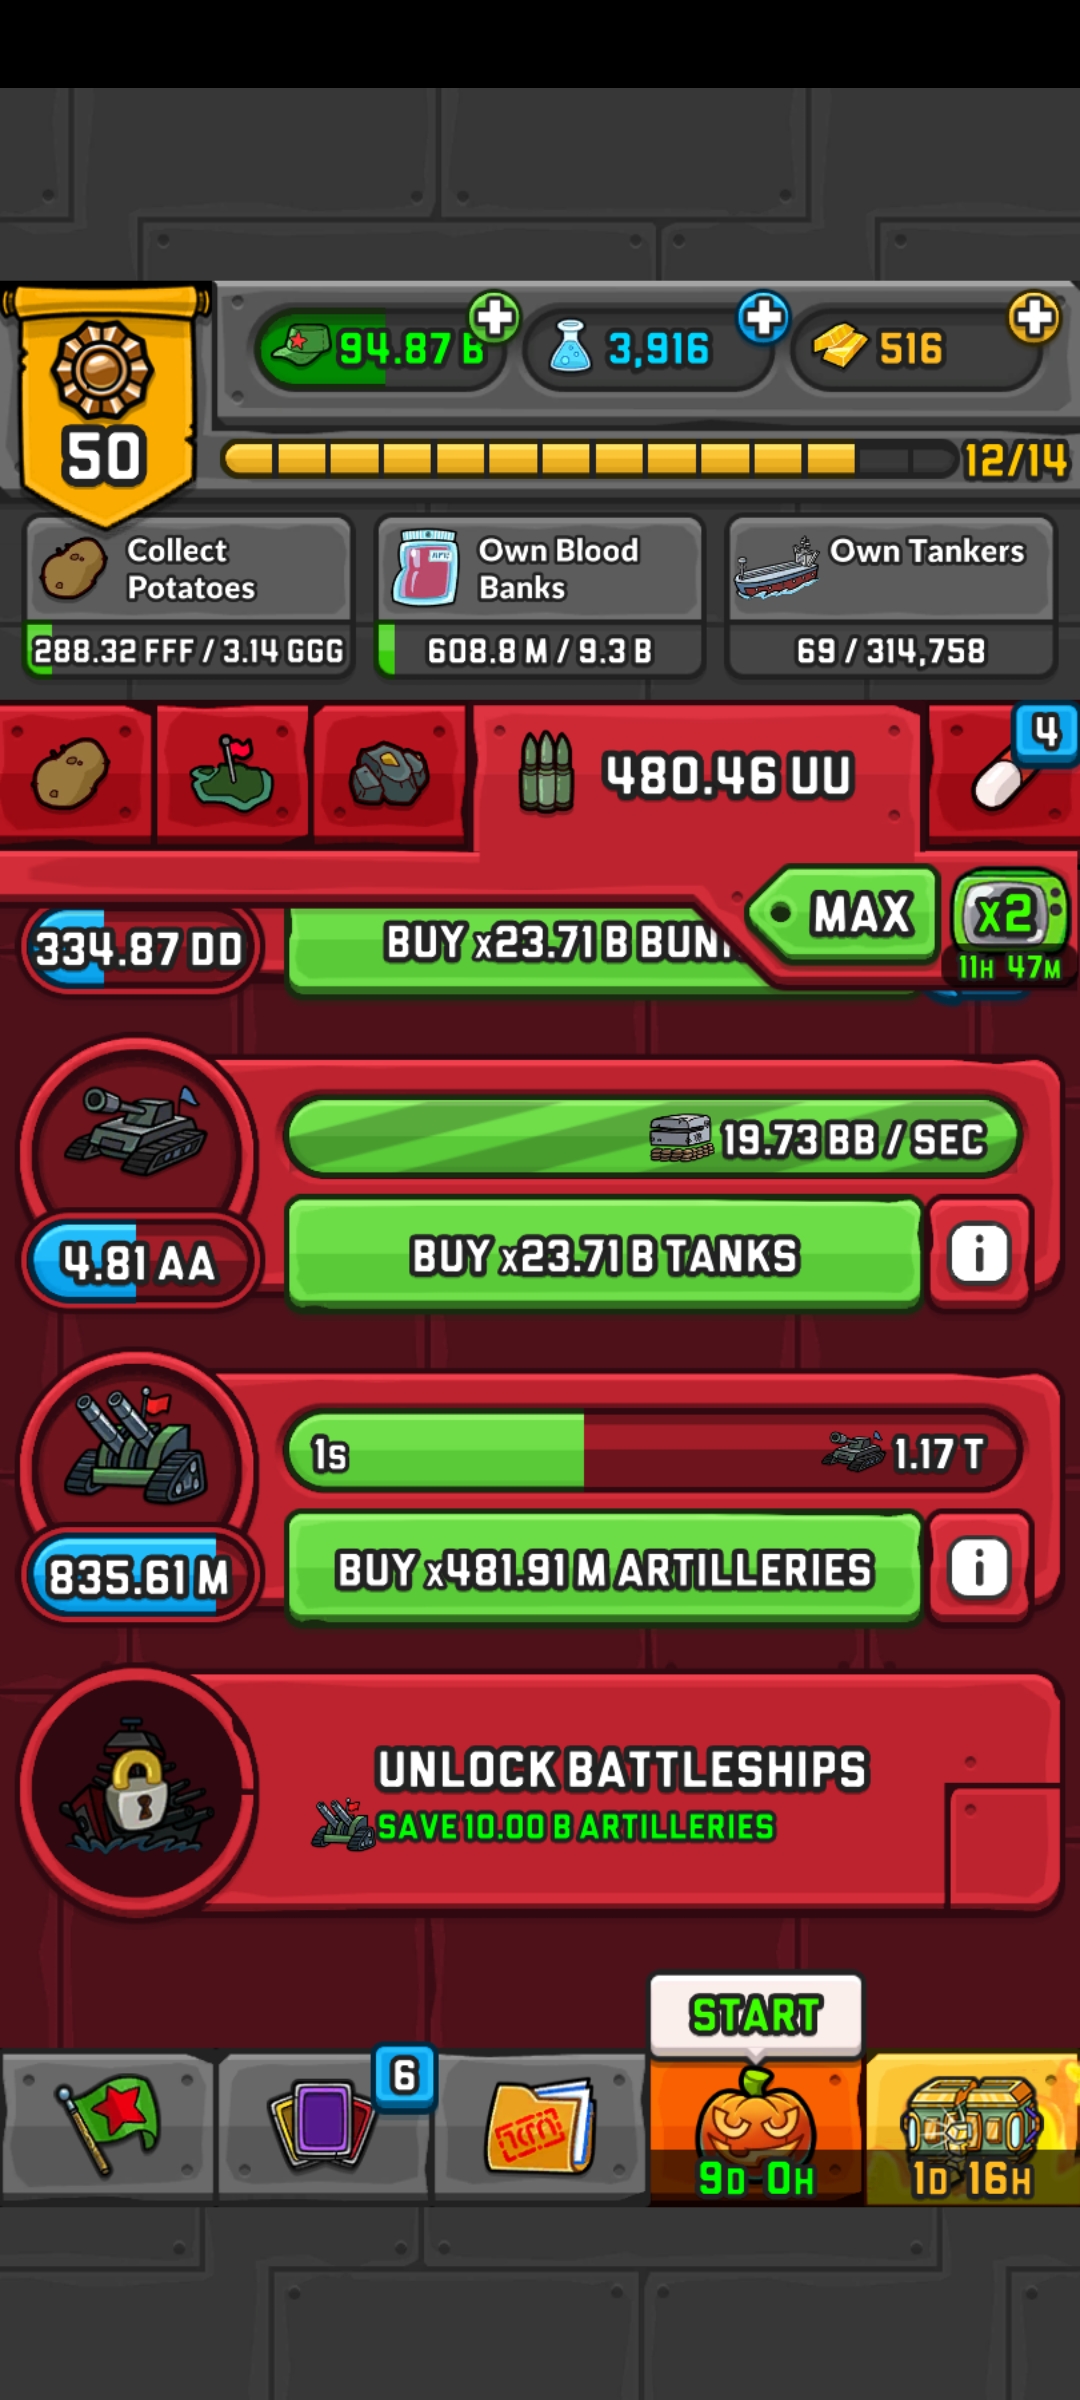 94.87 B
3,916
516
50
12/14
Collect
Potatoes
288.32 FFF / 3.14 GGG
Own Blood
Banks
608.8 M / 9.3 B
Own Tankers
69 / 314,758
480.46 UU
4
MAX
x2
11H 47M
334.87 DD
BUY x23.71 B
19.73 BB / SEC
4.81 AA
BUY x23.71 B TANKS
i
1s
1.17 T
835.61 M
BUY x481.91 M ARTILLERIES
i
UNLOCK BATTLESHIPS
SAVE 10.00 B ARTILLERIES
START
6
9D 0H
1D 16H